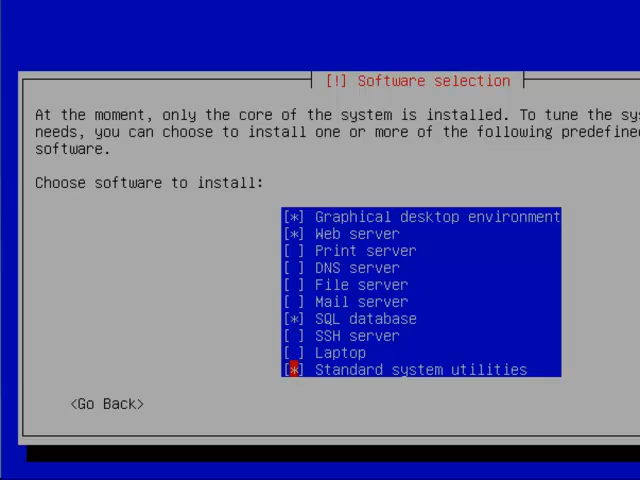 [!] Software selection
At the moment, only the core of the system is installed. To tune the sys
needs, you can choose to install one or more of the following predefine
software.
Choose software to install:
[*] Graphical desktop environment
[*] Web server
[ ] Print server
[ ] DNS server
[ ] File server
[ ] Mail server
[*] SQL database
[ ] SSH server
[ ] Laptop
[*] Standard system utilities
<Go Back>